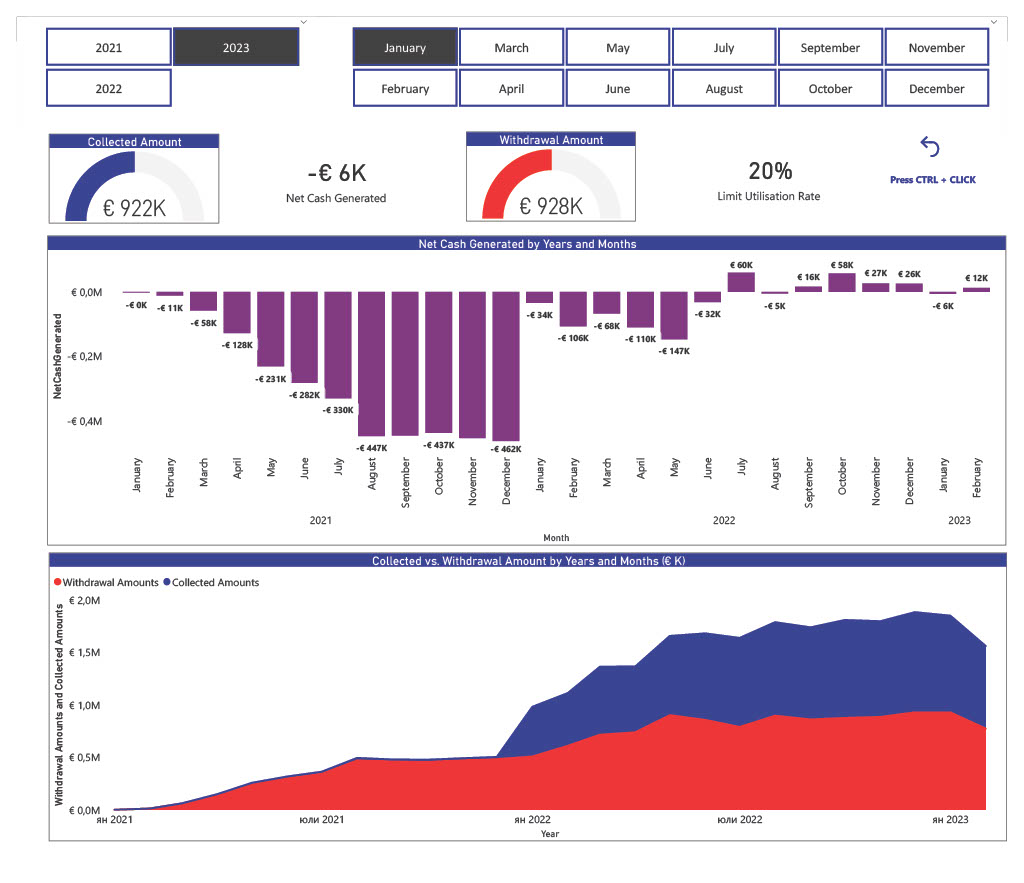 2021
2023
January
March
May
July
September
November
2022
February
April
June
August
October
December
Collected Amount
€ 922K
-€ 6K
Net Cash Generated
Withdrawal Amount
€ 928K
20%
Limit Utilisation Rate
Press CTRL + CLICK
Net Cash Generated by Years and Months
NetCashGenerated
€ 0,0M
-€ 0,2M
-€ 0,4M
-€ 0K
-€ 11K
-€ 58K
-€ 128K
-€ 231K
-€ 282K
-€ 330K
-€ 447K
-€ 437K
-€ 462K
-€ 34K
-€ 106K
-€ 68K
-€ 110K
-€ 147K
-€ 32K
€ 60K
-€ 5K
€ 16K
€ 58K
€ 27K
€ 26K
-€ 6K
€ 12K
January
February
March
April
May
June
July
August
September
October
November
December
January
February
March
April
May
June
July
August
September
October
November
December
January
February
2021
2022
2023
Month
Collected vs. Withdrawal Amount by Years and Months (€ K)
Withdrawal Amounts
Collected Amounts
Withdrawal Amounts and Collected Amounts
€ 2,0M
€ 1,5M
€ 1,0M
€ 0,5M
€ 0,0M
ян 2021
юли 2021
ян 2022
юли 2022
ян 2023
Year